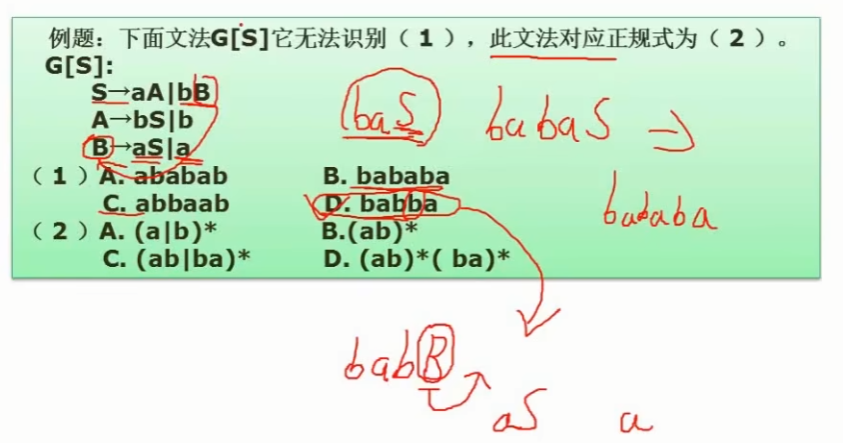 例题：下面文法G[S]它无法识别（1），此文法对应正规式为（2）。
G[S]:
S→aA|bB
A→bS|b
B→aS|a
（1）A. ababab B. bababa
C. abbaab D. babba
（2）A. (a|b)* B.(ab)*
C. (ab|ba)* D. (ab)*( ba)*
baS
babaS ⇒
bababa
babB
aS a